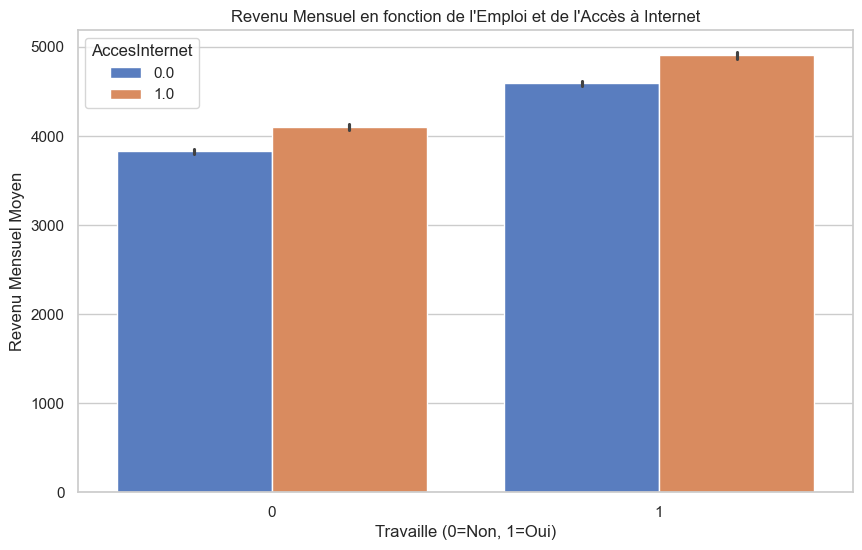 Revenu Mensuel en fonction de l'Emploi et de l'Accès à Internet
AccesInternet
0.0
1.0
Revenu Mensuel Moyen
5000
4000
3000
2000
1000
0
0
1
Travaille (0=Non, 1=Oui)